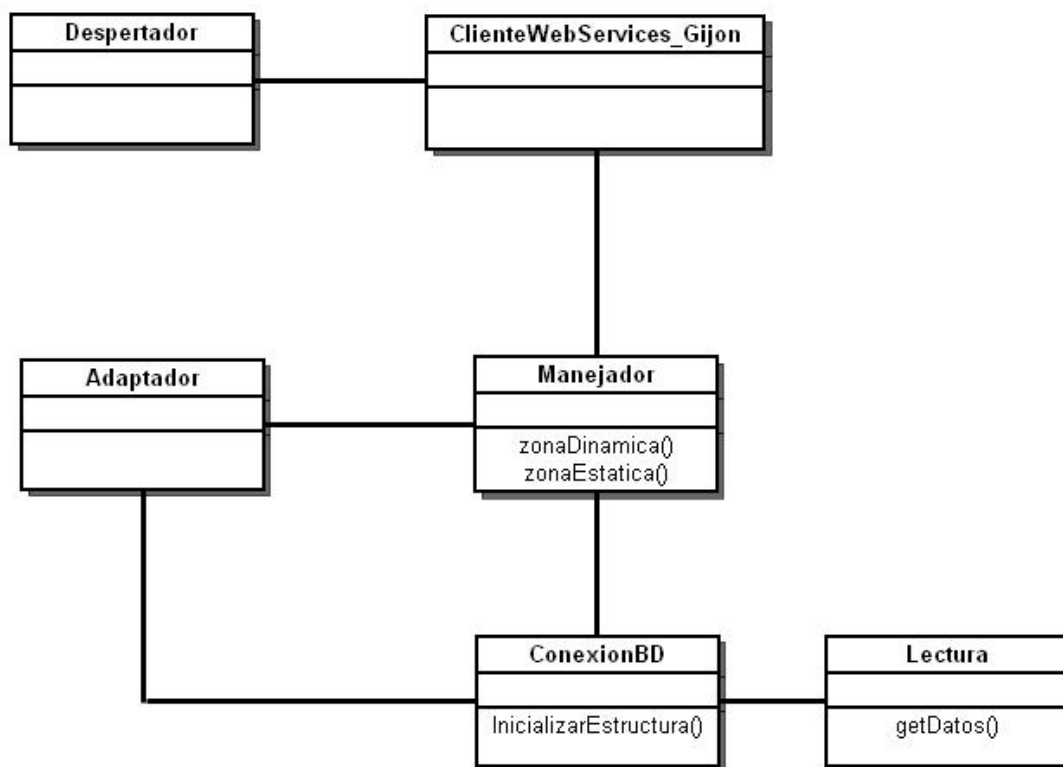 Despertador
ClienteWebServices_Gijon
Adaptador
Manejador
zonaDinamica()
zonaEstatica()
ConexionBD
InicializarEstructura()
Lectura
getDatos()